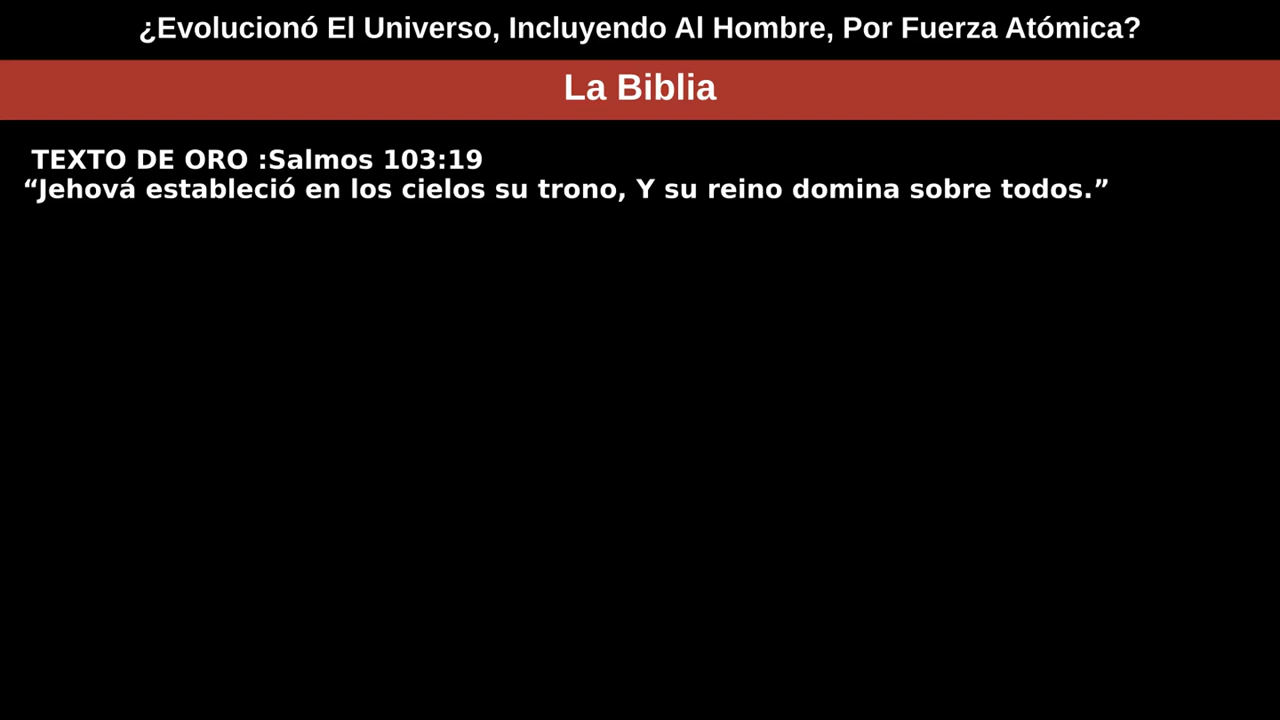 ¿Evolucionó El Universo, Incluyendo Al Hombre, Por Fuerza Atómica?
La Biblia
TEXTO DE ORO :Salmos 103:19
“Jehová estableció en los cielos su trono, Y su reino domina sobre todos.”